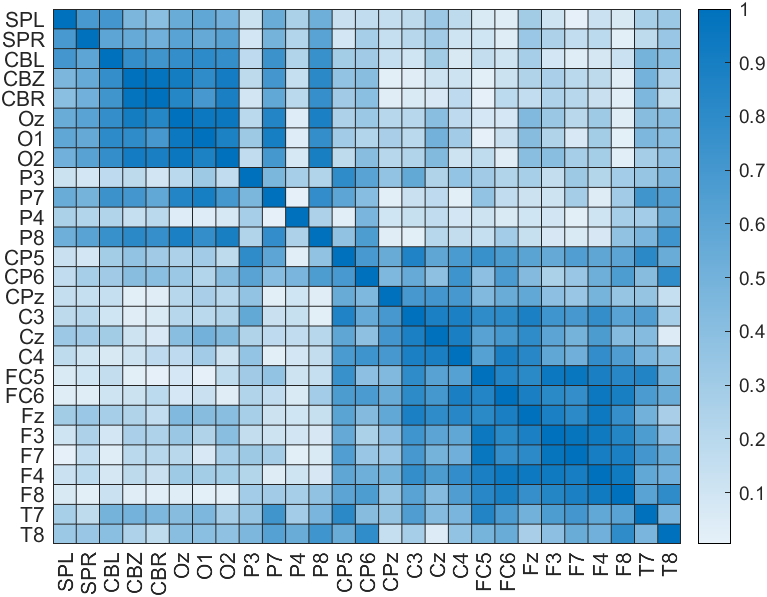 SPL
SPR
CBL
CBZ
CBR
Oz
O1
O2
P3
P7
P4
P8
CP5
CP6
CPz
C3
Cz
C4
FC5
FC6
Fz
F3
F7
F4
F8
T7
T8
SPL SPR CBL CBZ CBR Oz O1 O2 P3 P7 P4 P8 CP5 CP6 CPz C3 Cz C4 FC5 FC6 Fz F3 F7 F4 F8 T7 T8
1
0.9
0.8
0.7
0.6
0.5
0.4
0.3
0.2
0.1